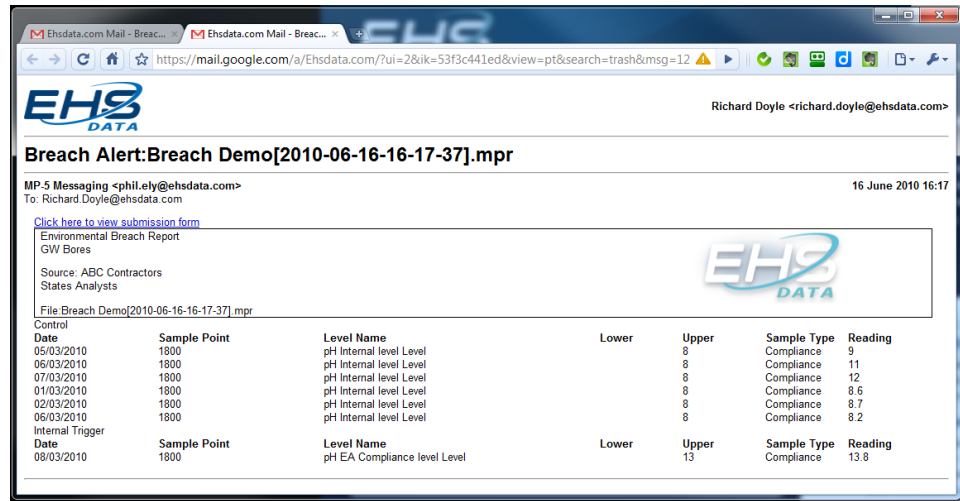 Ehsdata.com Mail - Breac...
Ehsdata.com Mail - Breac...
https://mail.google.com/a/Ehsdata.com/?ui=2&ik=53f3c441ed&view=pt&search=trash&msg=12
EHS
DATA
Richard Doyle <richard.doyle@ehsdata.com>
Breach Alert:Breach Demo[2010-06-16-16-17-37].mpr
MP-5 Messaging <phil.ely@ehsdata.com> 16 June 2010 16:17
To: Richard.Doyle@ehsdata.com
Click here to view submission form
Environmental Breach Report
GW Bores
Source: ABC Contractors
States Analysts
File:Breach Demo[2010-06-16-16-17-37].mpr
EHS
DATA
Control
Date Sample Point Level Name Lower Upper Sample Type Reading
05/03/2010 1800 pH Internal level Level 8 Compliance 9
06/03/2010 1800 pH Internal level Level 8 Compliance 11
07/03/2010 1800 pH Internal level Level 8 Compliance 12
01/03/2010 1800 pH Internal level Level 8 Compliance 8.6
02/03/2010 1800 pH Internal level Level 8 Compliance 8.7
06/03/2010 1800 pH Internal level Level 8 Compliance 8.2
Internal Trigger
Date Sample Point Level Name Lower Upper Sample Type Reading
08/03/2010 1800 pH EA Compliance level Level 13 Compliance 13.8